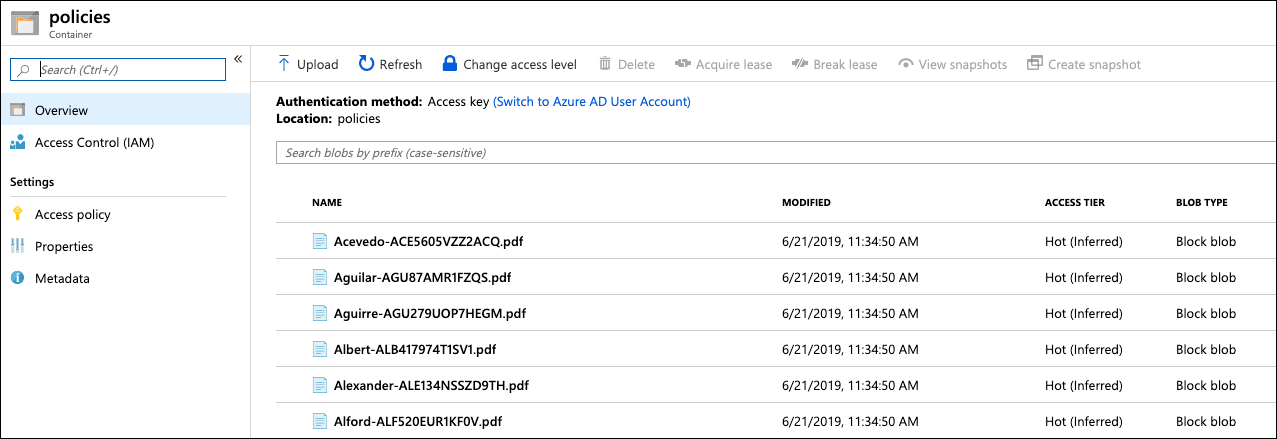 policies
Container
«
Search (Ctrl+/)
Overview
Access Control (IAM)
Settings
Access policy
Properties
Metadata
Upload Refresh Change access level Delete Acquire lease Break lease View snapshots Create snapshot
Authentication method: Access key (Switch to Azure AD User Account)
Location: policies
Search blobs by prefix (case-sensitive)
NAME MODIFIED ACCESS TIER BLOB TYPE
Acevedo-ACE5605VZZ2ACQ.pdf 6/21/2019, 11:34:50 AM Hot (Inferred) Block blob
Aguilar-AGU87AMR1FZQS.pdf 6/21/2019, 11:34:50 AM Hot (Inferred) Block blob
Aguirre-AGU279UOP7HEGM.pdf 6/21/2019, 11:34:50 AM Hot (Inferred) Block blob
Albert-ALB417974T1SV1.pdf 6/21/2019, 11:34:50 AM Hot (Inferred) Block blob
Alexander-ALE134NSSZD9TH.pdf 6/21/2019, 11:34:50 AM Hot (Inferred) Block blob
Alford-ALF520EUR1KF0V.pdf 6/21/2019, 11:34:50 AM Hot (Inferred) Block blob